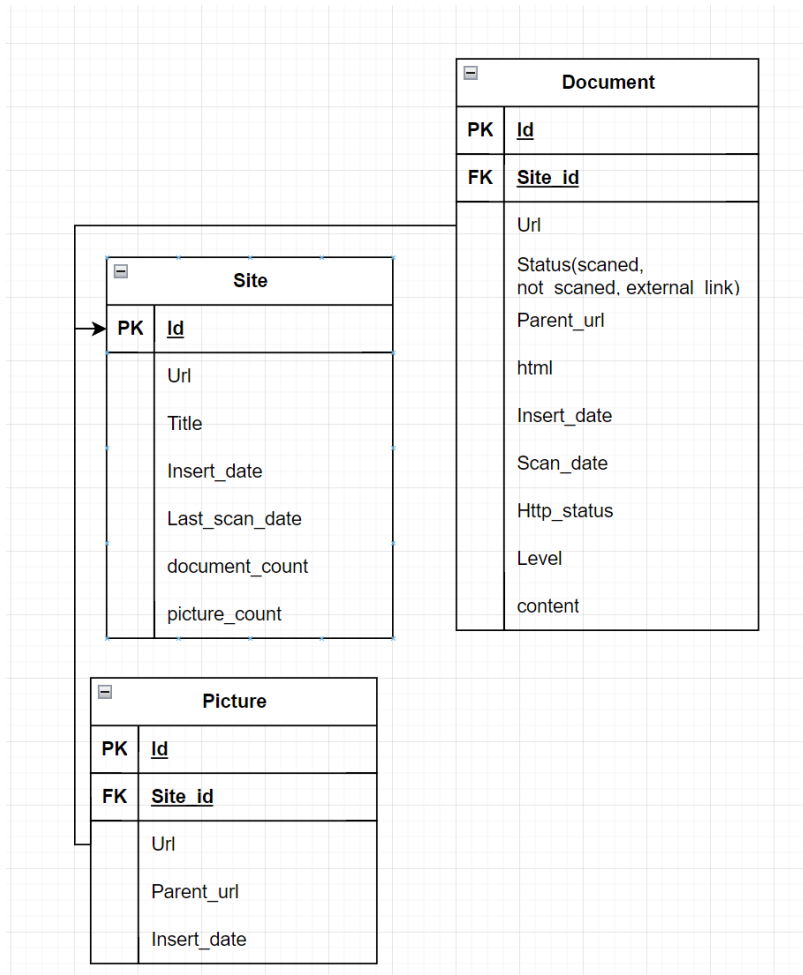 Document
PK Id
FK Site_id
Url
Status(scaned,
not_scaned, external_link)
Parent_url
html
Insert_date
Scan_date
Http_status
Level
content
Site
PK Id
Url
Title
Insert_date
Last_scan_date
document_count
picture_count
Picture
PK Id
FK Site_id
Url
Parent_url
Insert_date